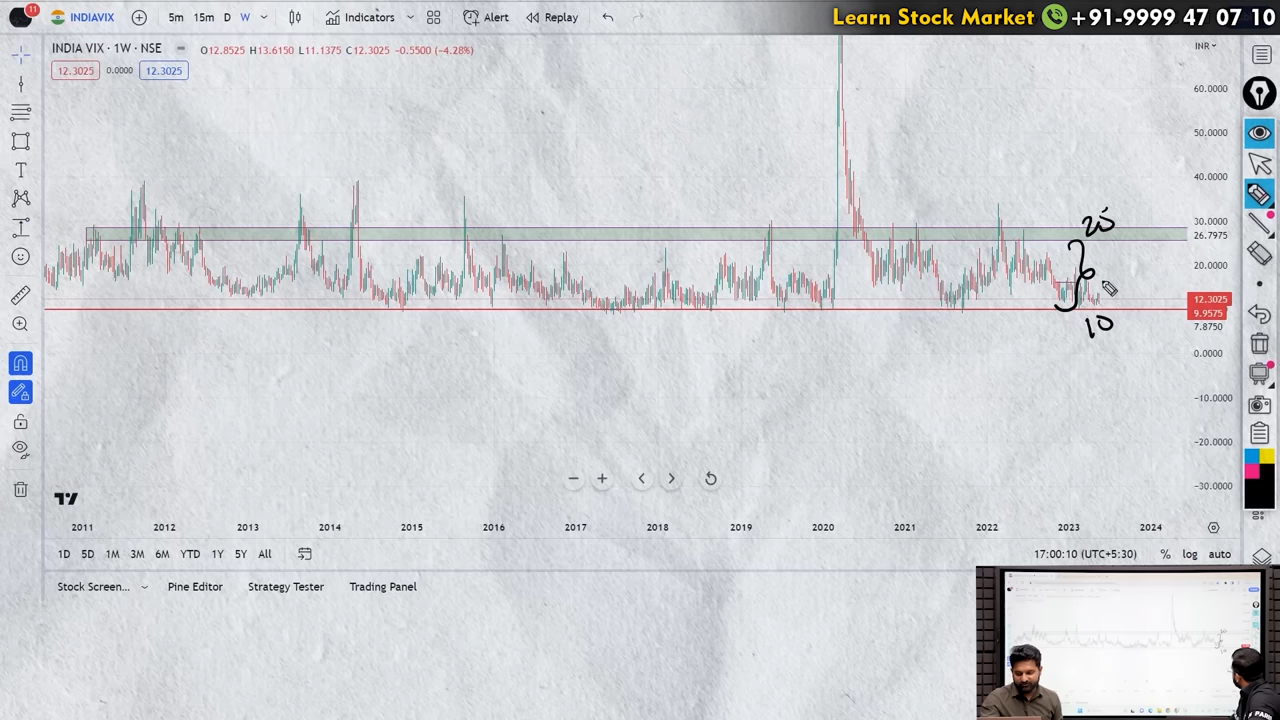 11
INDIAVIX
5m 15m D W
Indicators
Alert
Replay
Learn Stock Market +91-9999 47 07 10
INDIA VIX · 1W · NSE
O12.8525 H13.6150 L11.1375 C12.3025 -0.5500 (-4.28%)
INR
12.3025 0.0000 12.3025
60.0000
50.0000
40.0000
30.0000
26.7975
20.0000
12.3025
9.9575
7.8750
0.0000
-10.0000
-20.0000
-30.0000
25
10
2011 2012 2013 2014 2015 2016 2017 2018 2019 2020 2021 2022 2023 2024
1D 5D 1M 3M 6M YTD 1Y 5Y All
17:00:10 (UTC+5:30) % log auto
Stock Screen... Pine Editor Strategy Tester Trading Panel